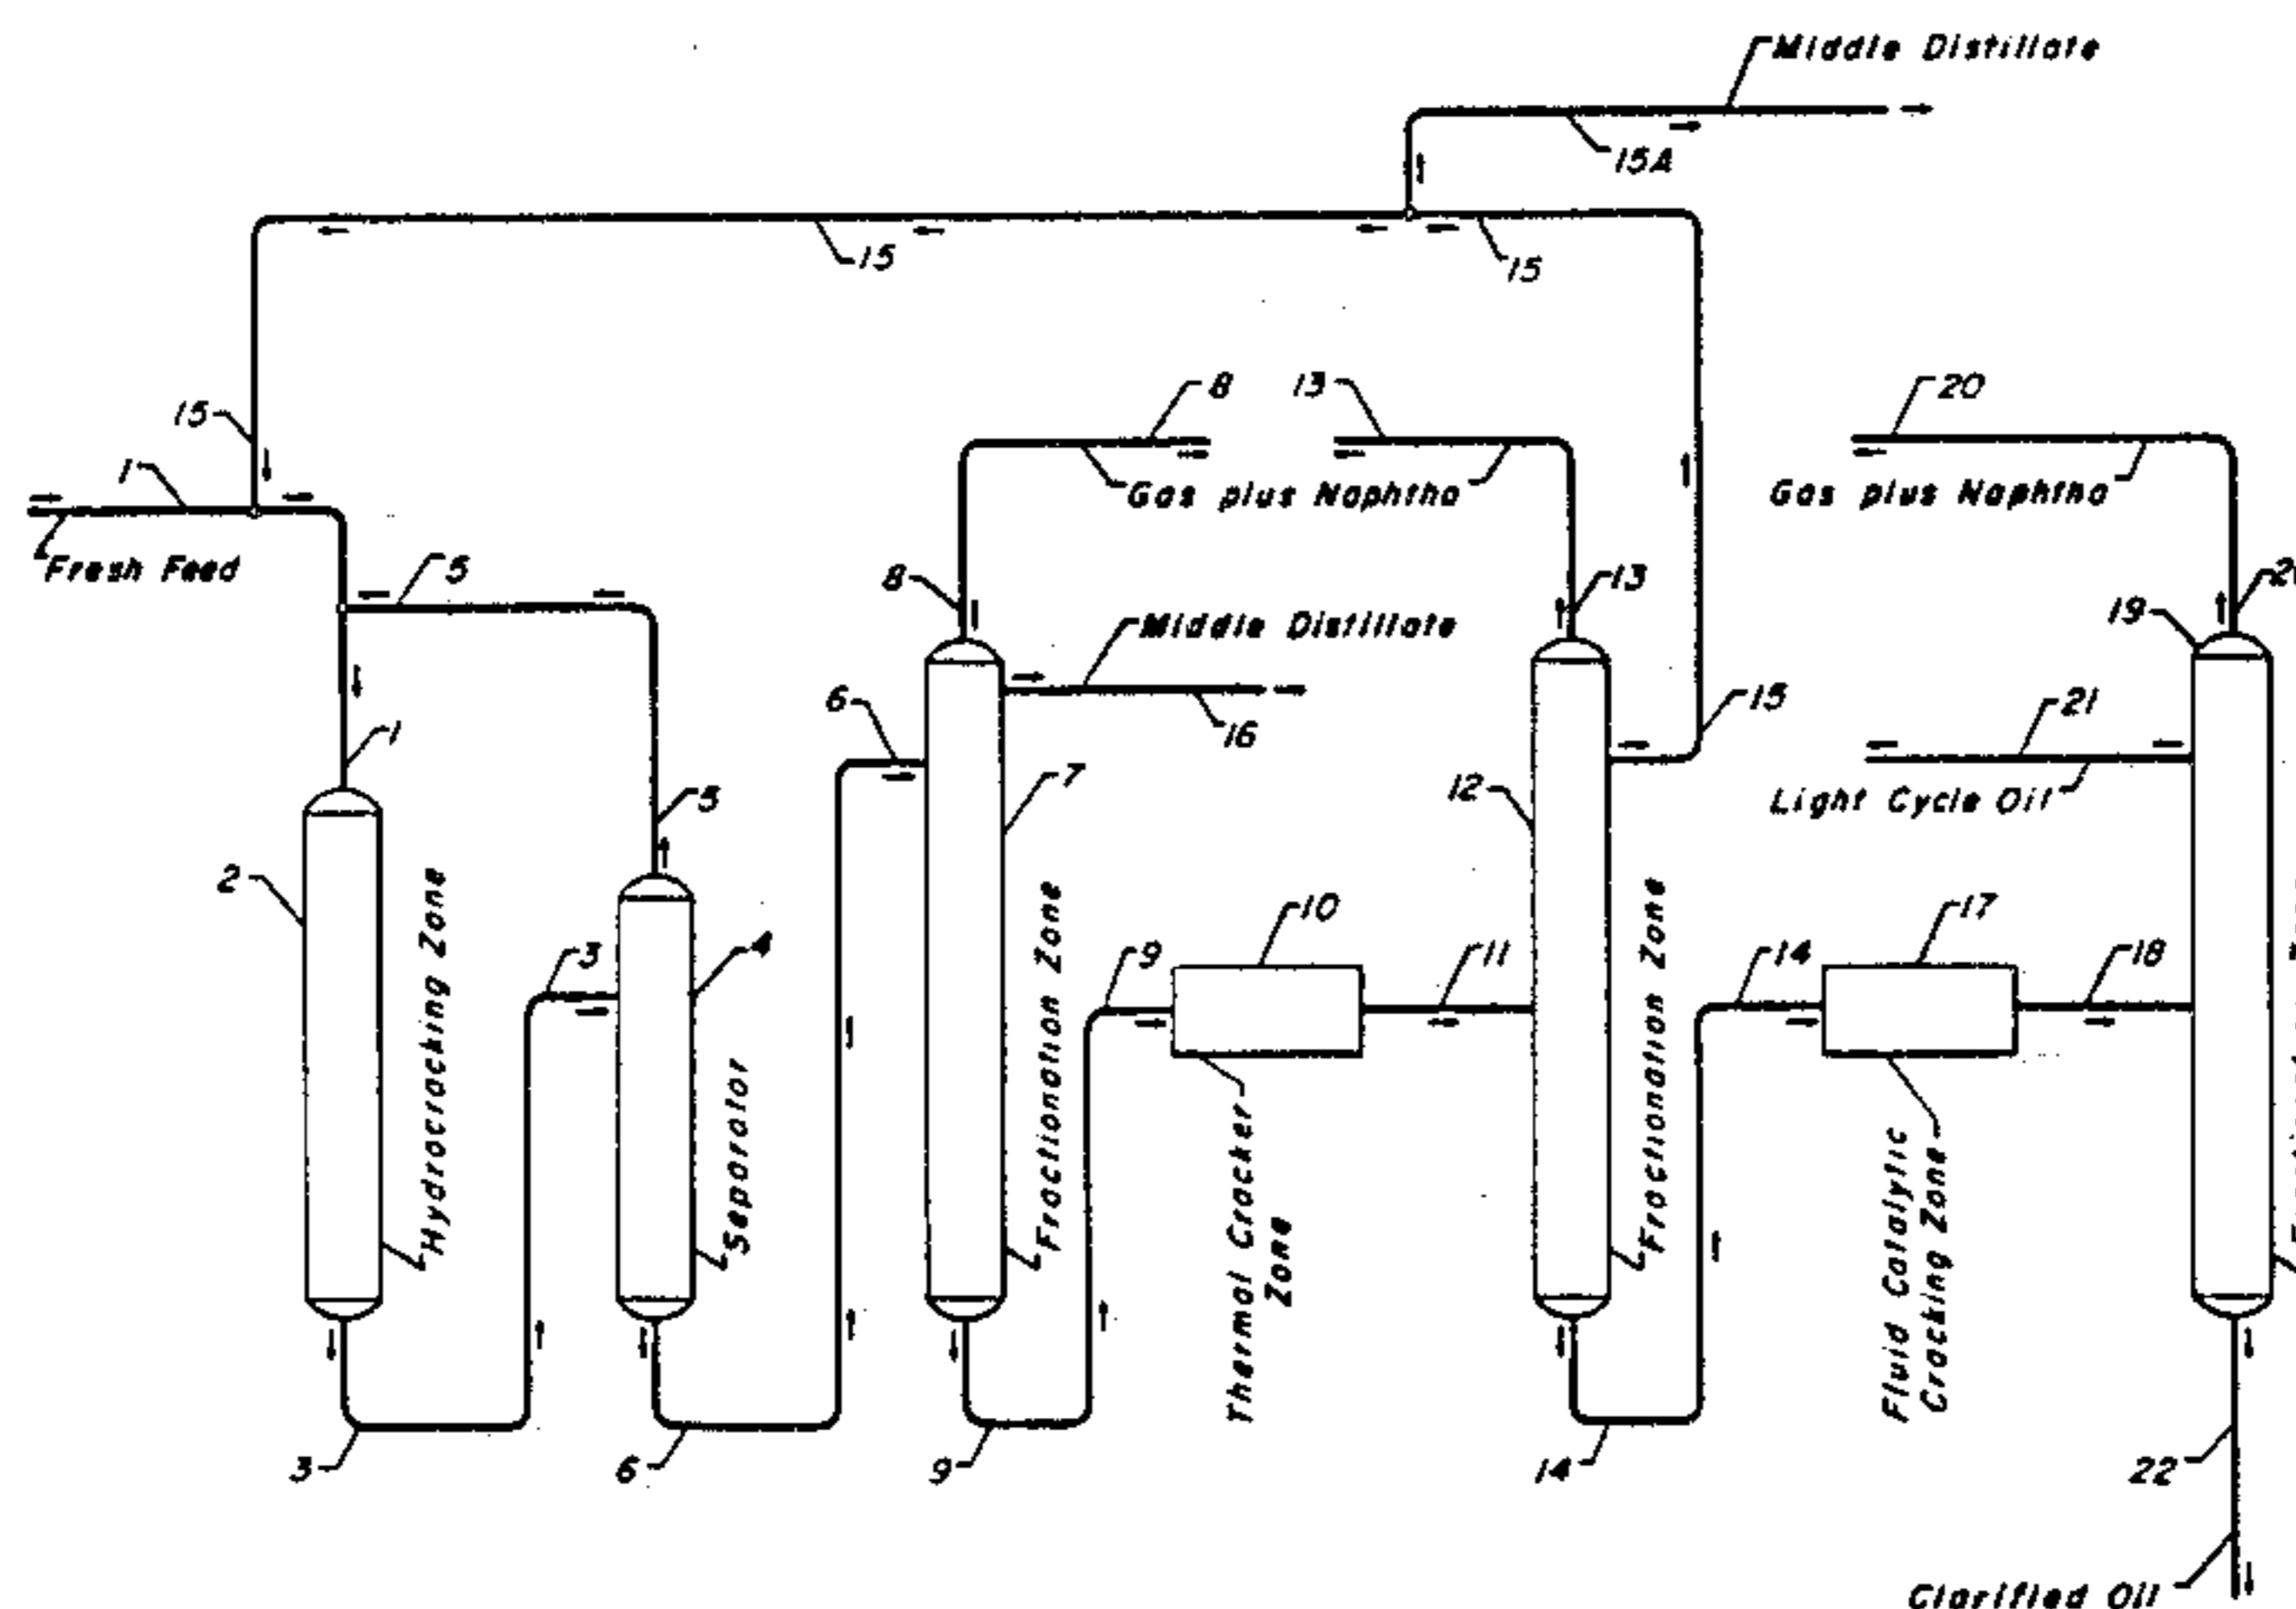 Middle Distillate
15A
15
15
8
13
20
15
1
Gas plus Naphtha
Gas plus Naphtha
Fresh Feed
5
8
13
19
Middle Distillate
6
16
15
21
7
5
12
Light Cycle Oil
1
2
10
17
3
4
9
11
14
18
Hydrocracking Zone
Separator
Fractionation Zone
Thermal Cracker
Zone
Fractionation Zone
Fluid Catalytic
Cracking Zone
3
6
9
14
22
Clarified Oil